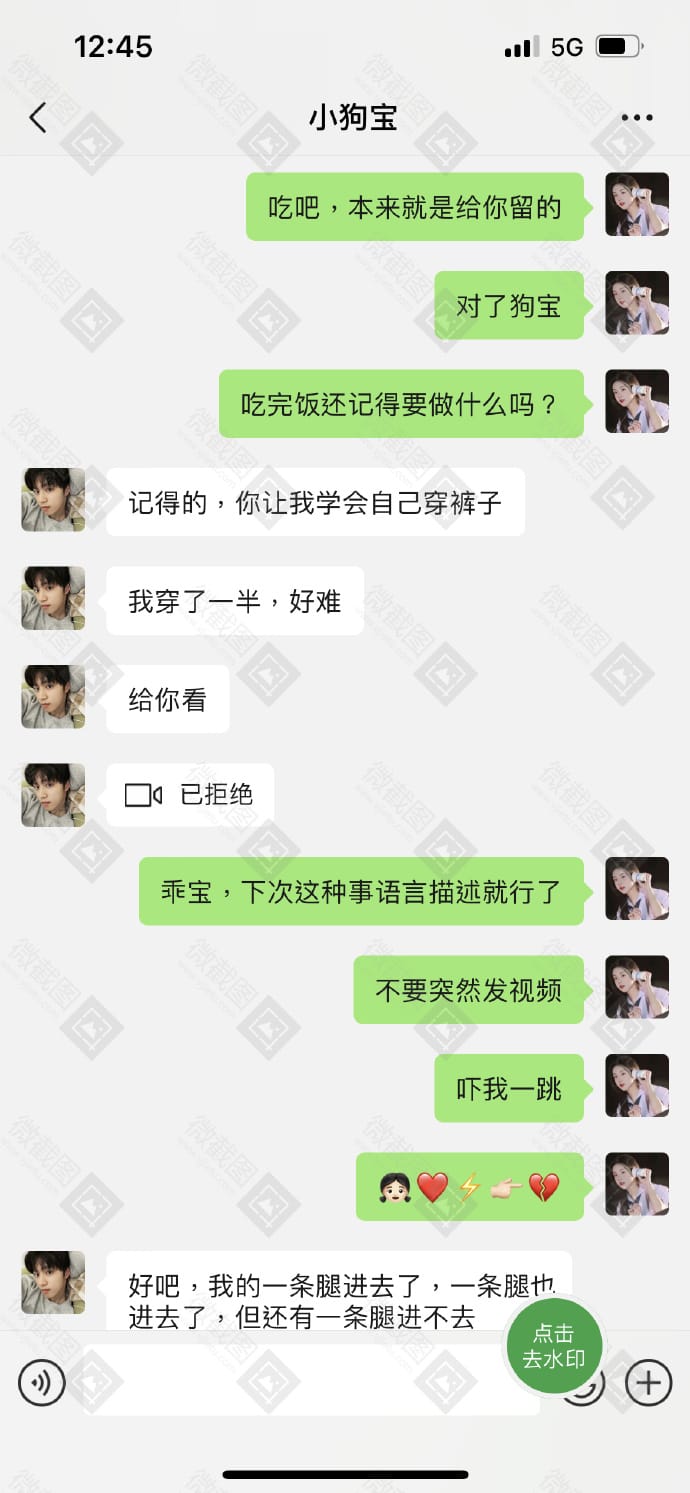 12:45
5G
小狗宝
吃吧，本来就是给你留的
对了狗宝
吃完饭还记得要做什么吗？
记得的，你让我学会自己穿裤子
我穿了一半，好难
给你看
已拒绝
乖宝，下次这种事语言描述就行了
不要突然发视频
吓我一跳
👧🏻❤️⚡👉🏻💔
好吧，我的一条腿进去了，一条腿也
进去了，但还有一条腿进不去
点击
去水印
微截图